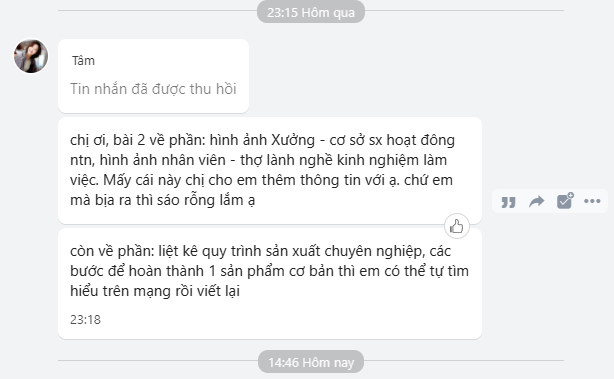 23:15 Hôm qua
Tâm
Tin nhắn đã được thu hồi
chị ơi, bài 2 về phần: hình ảnh Xưởng - cơ sở sx hoạt đông
ntn, hình ảnh nhân viên - thợ lành nghề kinh nghiệm làm
việc. Mấy cái này chị cho em thêm thông tin với ạ. chứ em
mà bịa ra thì sáo rỗng lắm ạ
còn về phần: liệt kê quy trình sản xuất chuyên nghiệp, các
bước để hoàn thành 1 sản phẩm cơ bản thì em có thể tự tìm
hiểu trên mạng rồi viết lại
23:18
14:46 Hôm nay